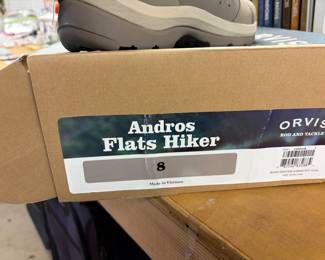 Andros
Flats Hiker
8
Made in Vietnam
ORVIS
ROD AND TACKLE